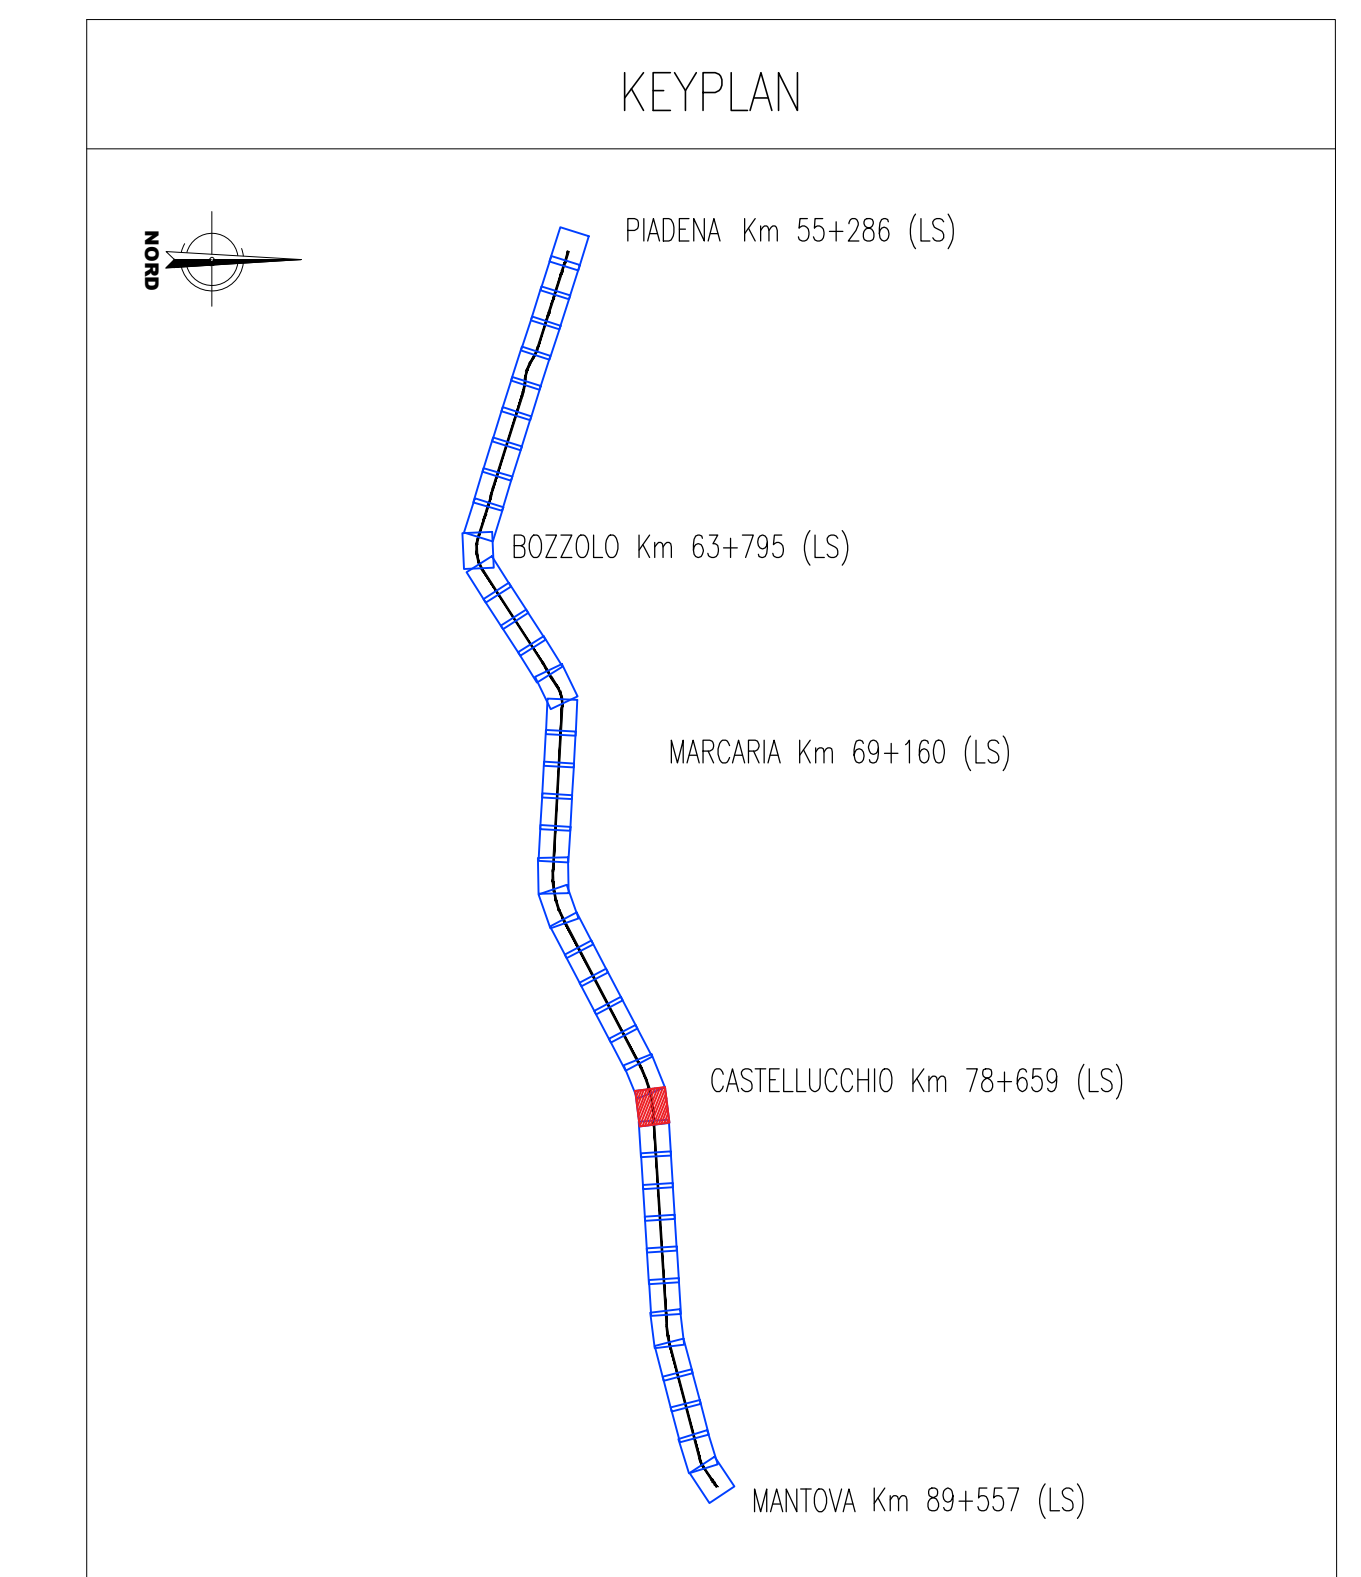 KEYPLAN
NORD
PIADENA Km 55+286 (LS)
BOZZOLO Km 63+795 (LS)
MARCARIA Km 69+160 (LS)
CASTELLUCCHIO Km 78+659 (LS)
MANTOVA Km 89+557 (LS)